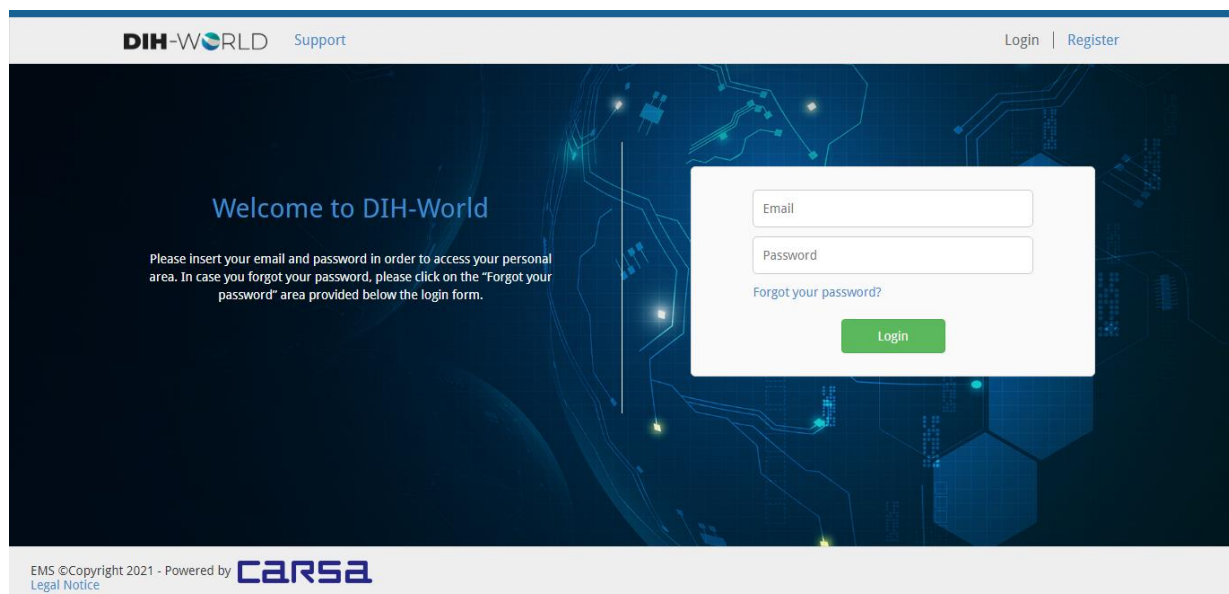 DIH-WORLD Support Login | Register
Welcome to DIH-World
Please insert your email and password in order to access your personal
area. In case you forgot your password, please click on the “Forgot your
password” area provided below the login form.
Email
Password
Forgot your password?
Login
EMS ©Copyright 2021 - Powered by carsa
Legal Notice